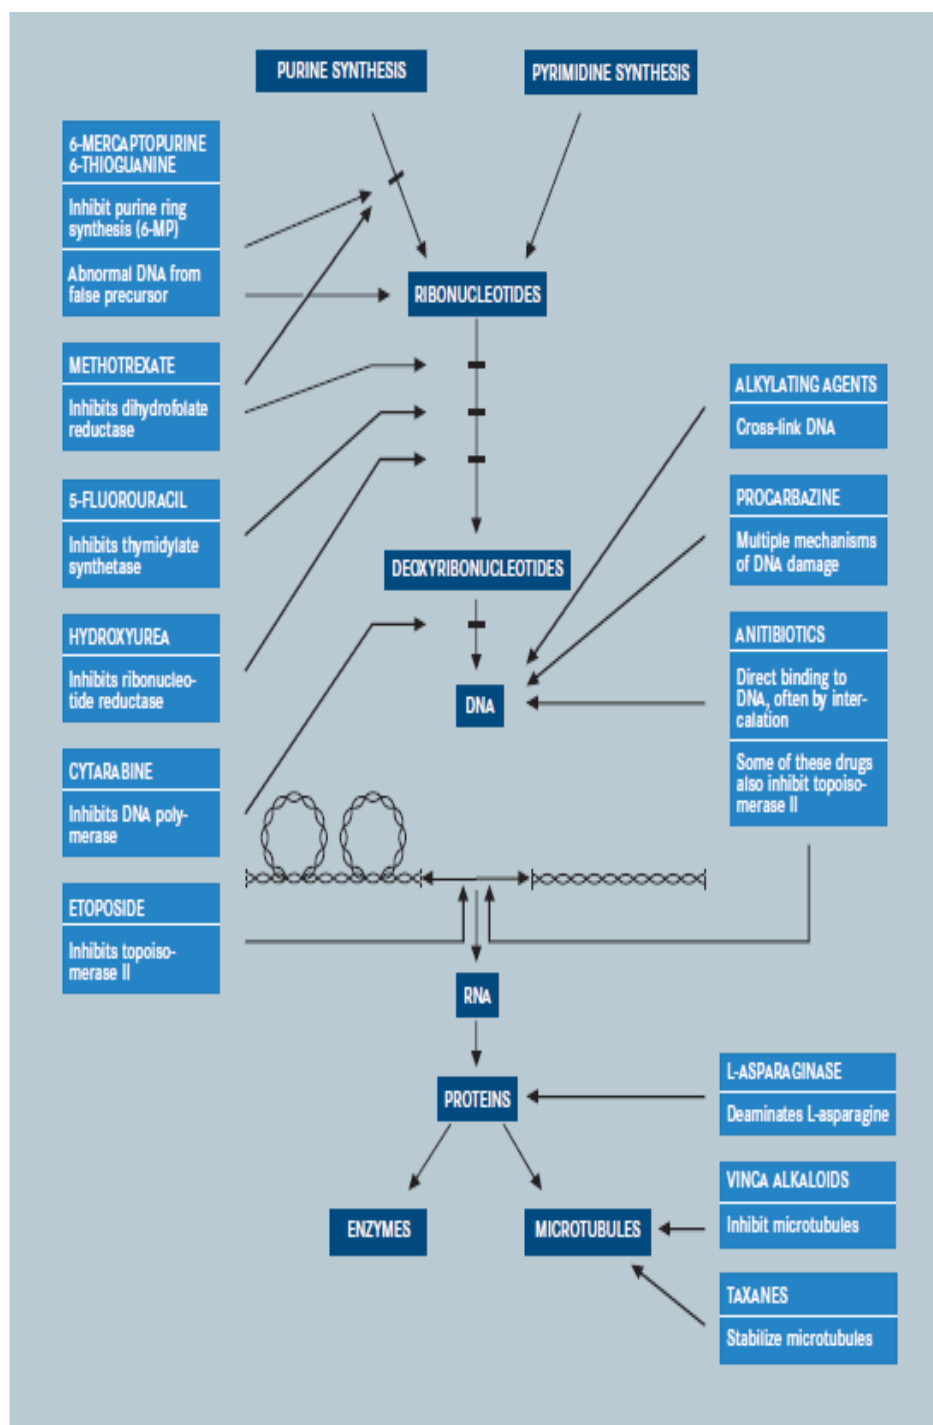 PURINE SYNTHESIS
PYRIMIDINE SYNTHESIS
6-MERCAPTOPURINE
6-THIOGUANINE
Inhibit purine ring
synthesis (6-MP)
Abnormal DNA from
false precursor
RIBONUCLEOTIDES
METHOTREXATE
Inhibits dihydrofolate
reductase
ALKYLATING AGENTS
Cross-link DNA
5-FLUOROURACIL
Inhibits thymidylate
synthetase
PROCARBAZINE
Multiple mechanisms
of DNA damage
DEOXYRIBONUCLEOTIDES
HYDROXYUREA
Inhibits ribonucleo-
tide reductase
ANITIBIOTICS
Direct binding to
DNA, often by inter-
calation
Some of these drugs
also inhibit topoiso-
merase II
DNA
CYTARABINE
Inhibits DNA poly-
merase
ETOPOSIDE
Inhibits topoiso-
merase II
RNA
PROTEINS
L-ASPARAGINASE
Deaminates L-asparagine
VINCA ALKALOIDS
Inhibit microtubules
ENZYMES
MICROTUBULES
TAXANES
Stabilize microtubules